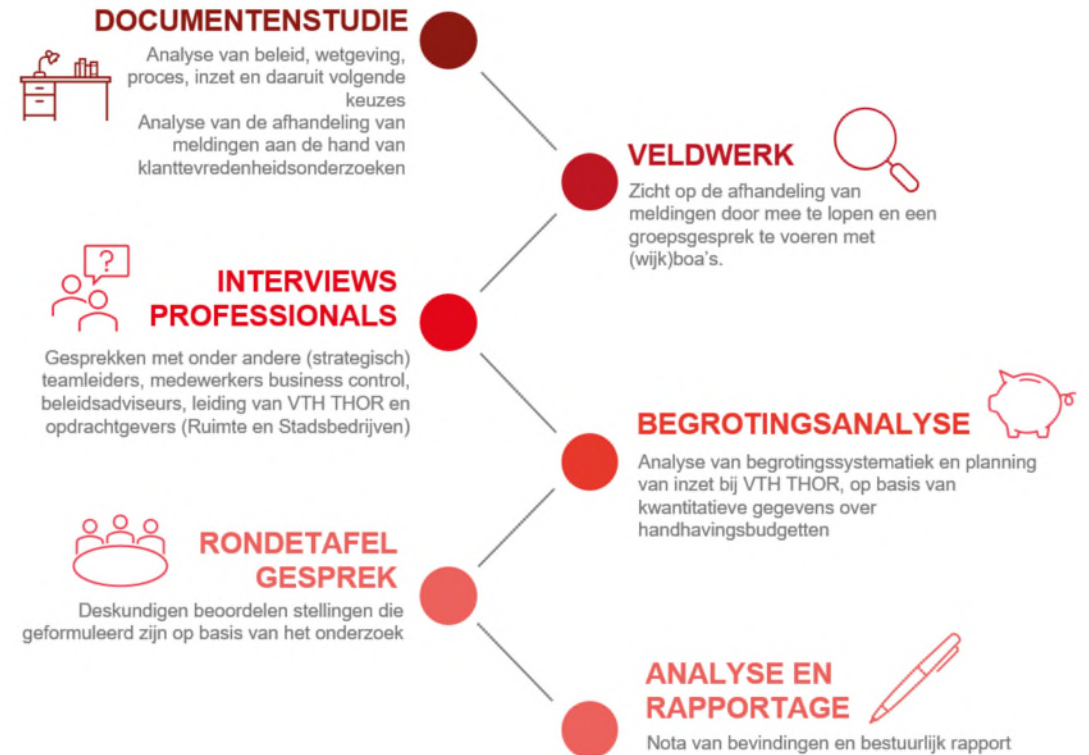 DOCUMENTENSTUDIE
Analyse van beleid, wetgeving,
proces, inzet en daaruit volgende
keuzes
Analyse van de afhandeling van
meldingen aan de hand van
klanttevredenheidsonderzoeken
VELDWERK
Zicht op de afhandeling van
meldingen door mee te lopen en een
groepsgesprek te voeren met
(wijk)boa's.
?
INTERVIEWS
PROFESSIONALS
Gesprekken met onder andere (strategisch)
teamleiders, medewerkers business control,
beleidsadviseurs, leiding van VTH THOR en
opdrachtgevers (Ruimte en Stadsbedrijven)
BEGROTINGSANALYSE
Analyse van begrotingssystematiek en planning
van inzet bij VTH THOR, op basis van
kwantitatieve gegevens over
handhavingsbudgetten
RONDETAFEL
GESPREK
Deskundigen beoordelen stellingen die
geformuleerd zijn op basis van het onderzoek
ANALYSE EN
RAPPORTAGE
Nota van bevindingen en bestuurlijk rapport